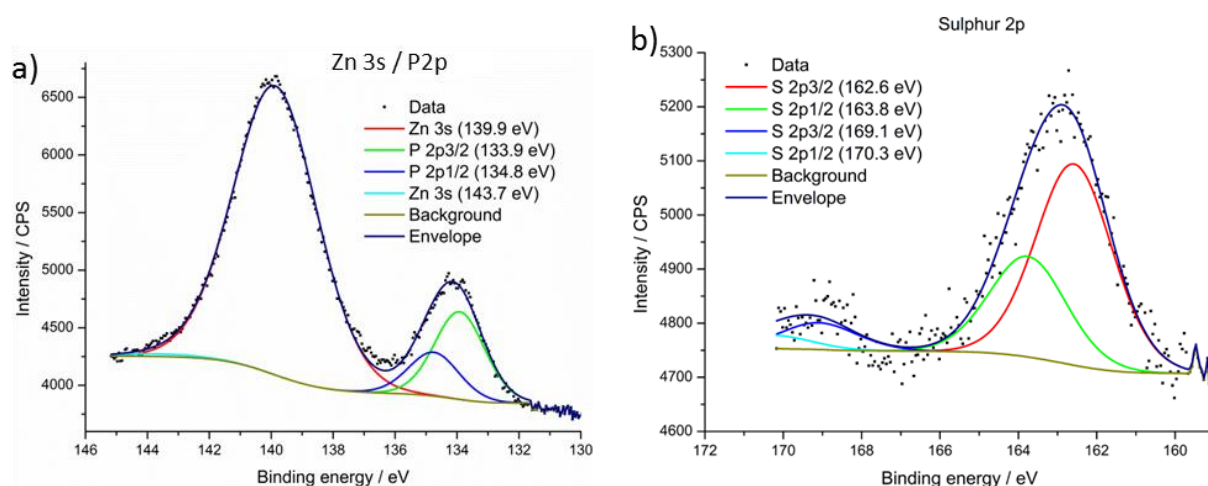 a)
Zn 3s / P2p
Data
Zn 3s (139.9 eV)
P 2p3/2 (133.9 eV)
P 2p1/2 (134.8 eV)
Zn 3s (143.7 eV)
Background
Envelope
6500
6000
5500
5000
4500
4000
Intensity / CPS
146 144 142 140 138 136 134 132 130
Binding energy / eV
b)
Sulphur 2p
Data
S 2p3/2 (162.6 eV)
S 2p1/2 (163.8 eV)
S 2p3/2 (169.1 eV)
S 2p1/2 (170.3 eV)
Background
Envelope
5300
5200
5100
5000
4900
4800
4700
4600
Intensity / CPS
172 170 168 166 164 162 160
Binding energy / eV